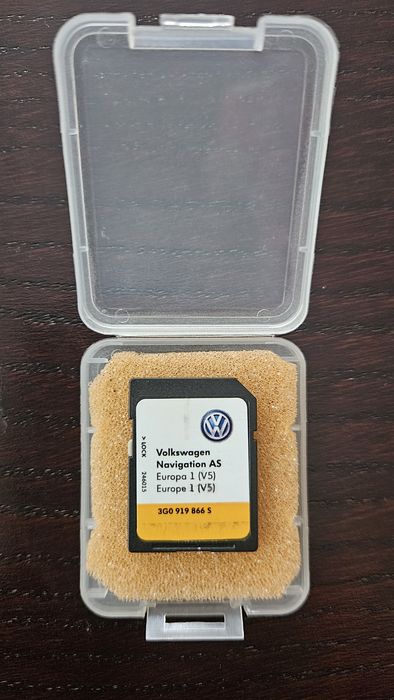 > LOCK
246015
Volkswagen
Navigation AS
Europa 1 (V5)
Europe 1 (V5)
3G0 919 866 S